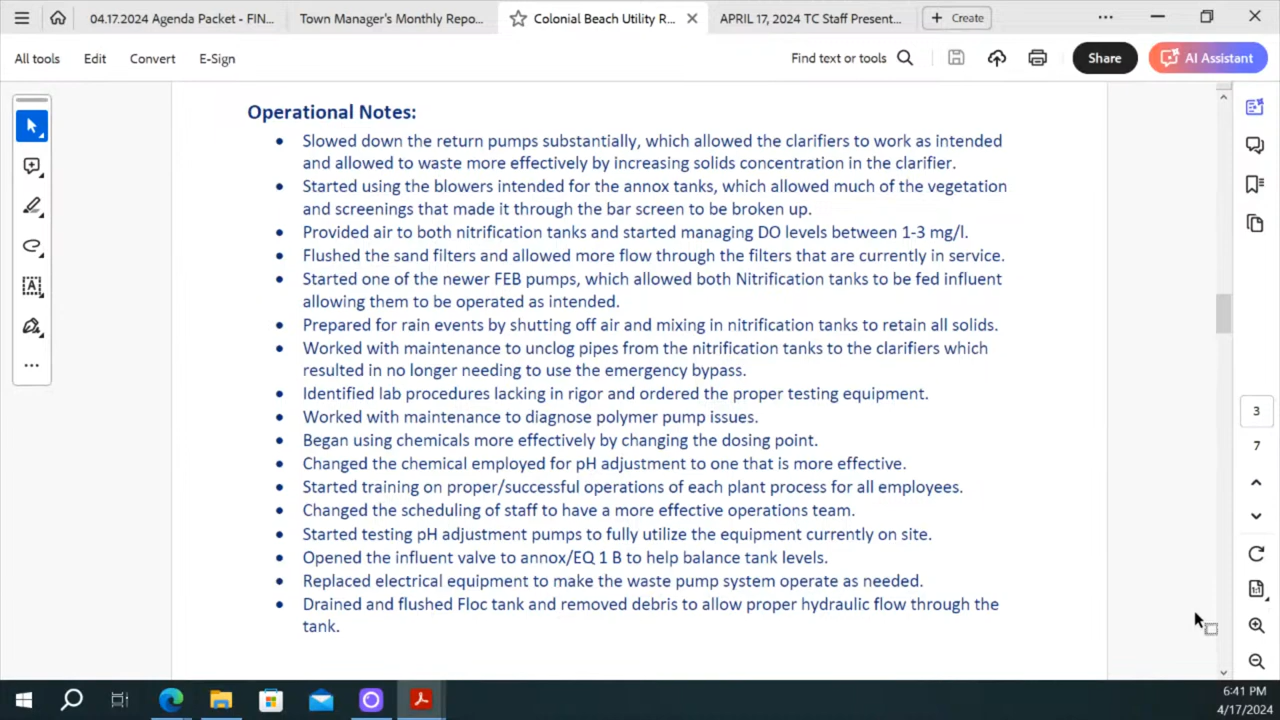 04.17.2024 Agenda Packet - FIN...
Town Manager's Monthly Repo...
Colonial Beach Utility R...
APRIL 17, 2024 TC Staff Present...
Create
All tools
Edit
Convert
E-Sign
Find text or tools
Share
AI Assistant
Operational Notes:
• Slowed down the return pumps substantially, which allowed the clarifiers to work as intended
and allowed to waste more effectively by increasing solids concentration in the clarifier.
• Started using the blowers intended for the annox tanks, which allowed much of the vegetation
and screenings that made it through the bar screen to be broken up.
• Provided air to both nitrification tanks and started managing DO levels between 1-3 mg/l.
• Flushed the sand filters and allowed more flow through the filters that are currently in service.
• Started one of the newer FEB pumps, which allowed both Nitrification tanks to be fed influent
allowing them to be operated as intended.
• Prepared for rain events by shutting off air and mixing in nitrification tanks to retain all solids.
• Worked with maintenance to unclog pipes from the nitrification tanks to the clarifiers which
resulted in no longer needing to use the emergency bypass.
• Identified lab procedures lacking in rigor and ordered the proper testing equipment.
• Worked with maintenance to diagnose polymer pump issues.
• Began using chemicals more effectively by changing the dosing point.
• Changed the chemical employed for pH adjustment to one that is more effective.
• Started training on proper/successful operations of each plant process for all employees.
• Changed the scheduling of staff to have a more effective operations team.
• Started testing pH adjustment pumps to fully utilize the equipment currently on site.
• Opened the influent valve to annox/EQ 1 B to help balance tank levels.
• Replaced electrical equipment to make the waste pump system operate as needed.
• Drained and flushed Floc tank and removed debris to allow proper hydraulic flow through the
tank.
3
7
6:41 PM
4/17/2024